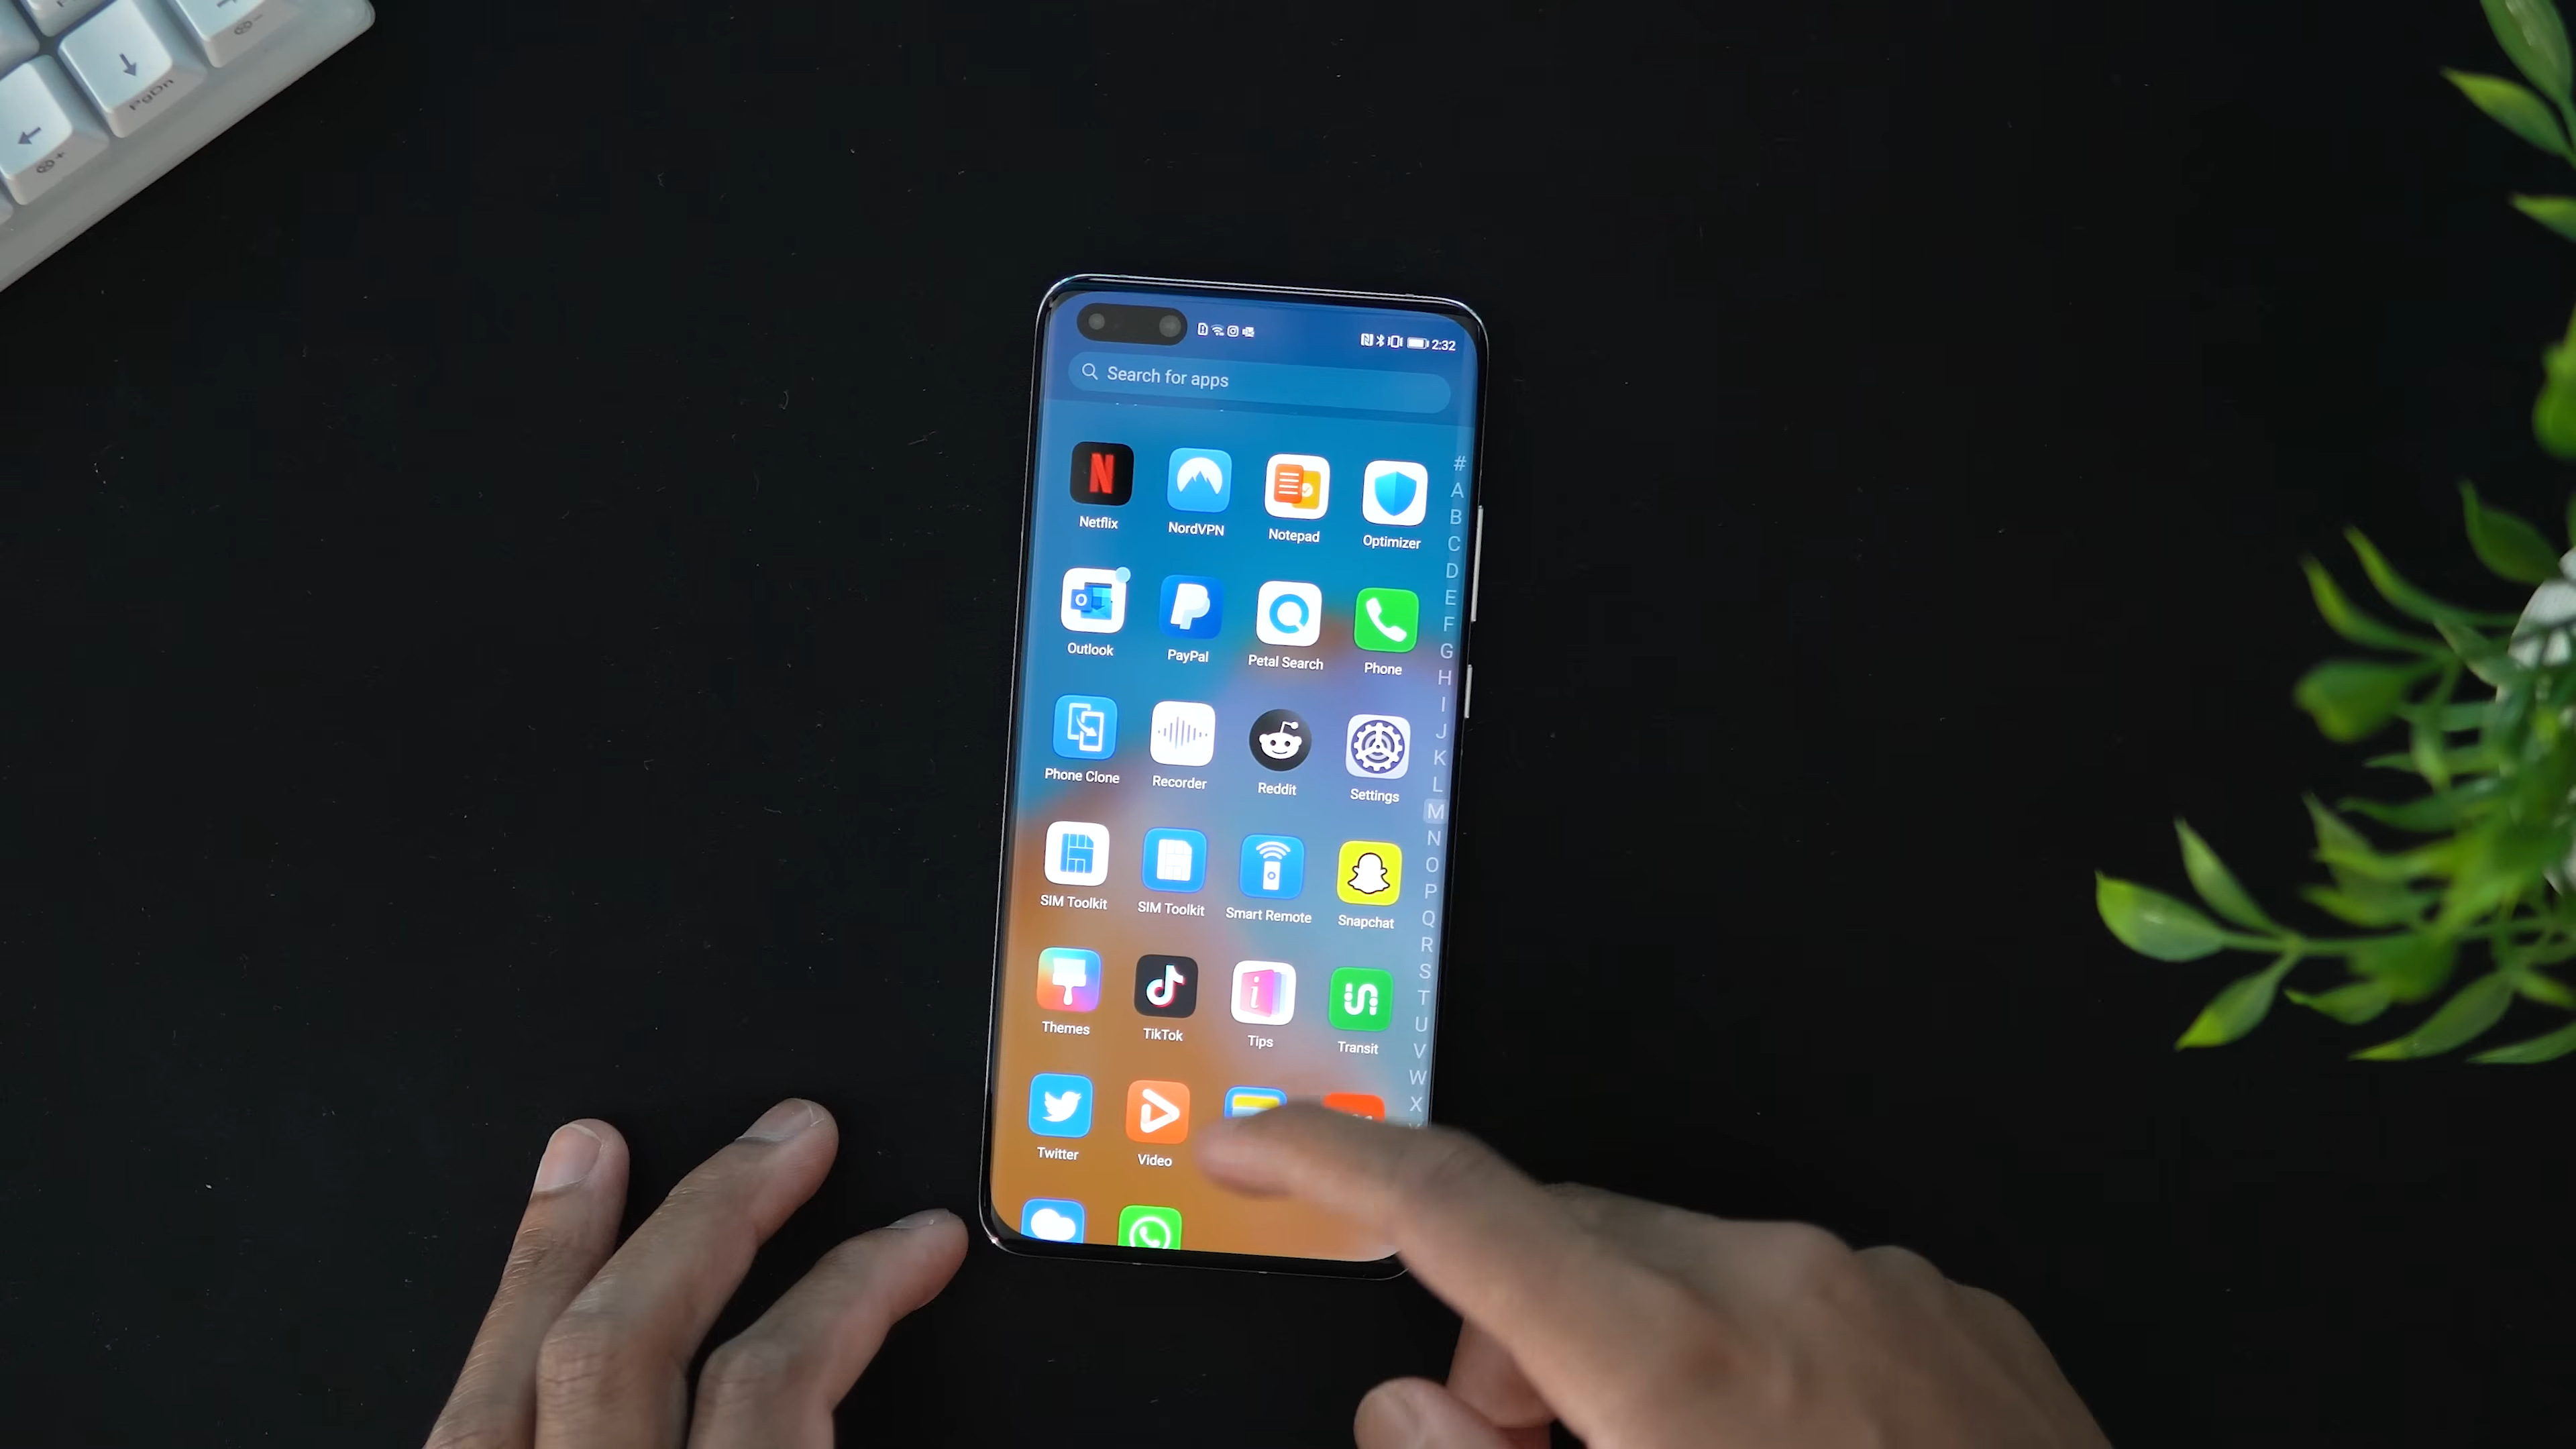 PgDn
2:32
Search for apps
N
Netflix NordVPN Notepad Optimizer
Outlook PayPal Petal Search Phone
Phone Clone Recorder Reddit Settings
SIM Toolkit SIM Toolkit Smart Remote Snapchat
Themes TikTok Tips Transit
Twitter Video
#
A
B
C
D
E
F
G
H
I
J
K
L
M
N
O
P
Q
R
S
T
U
V
W
X